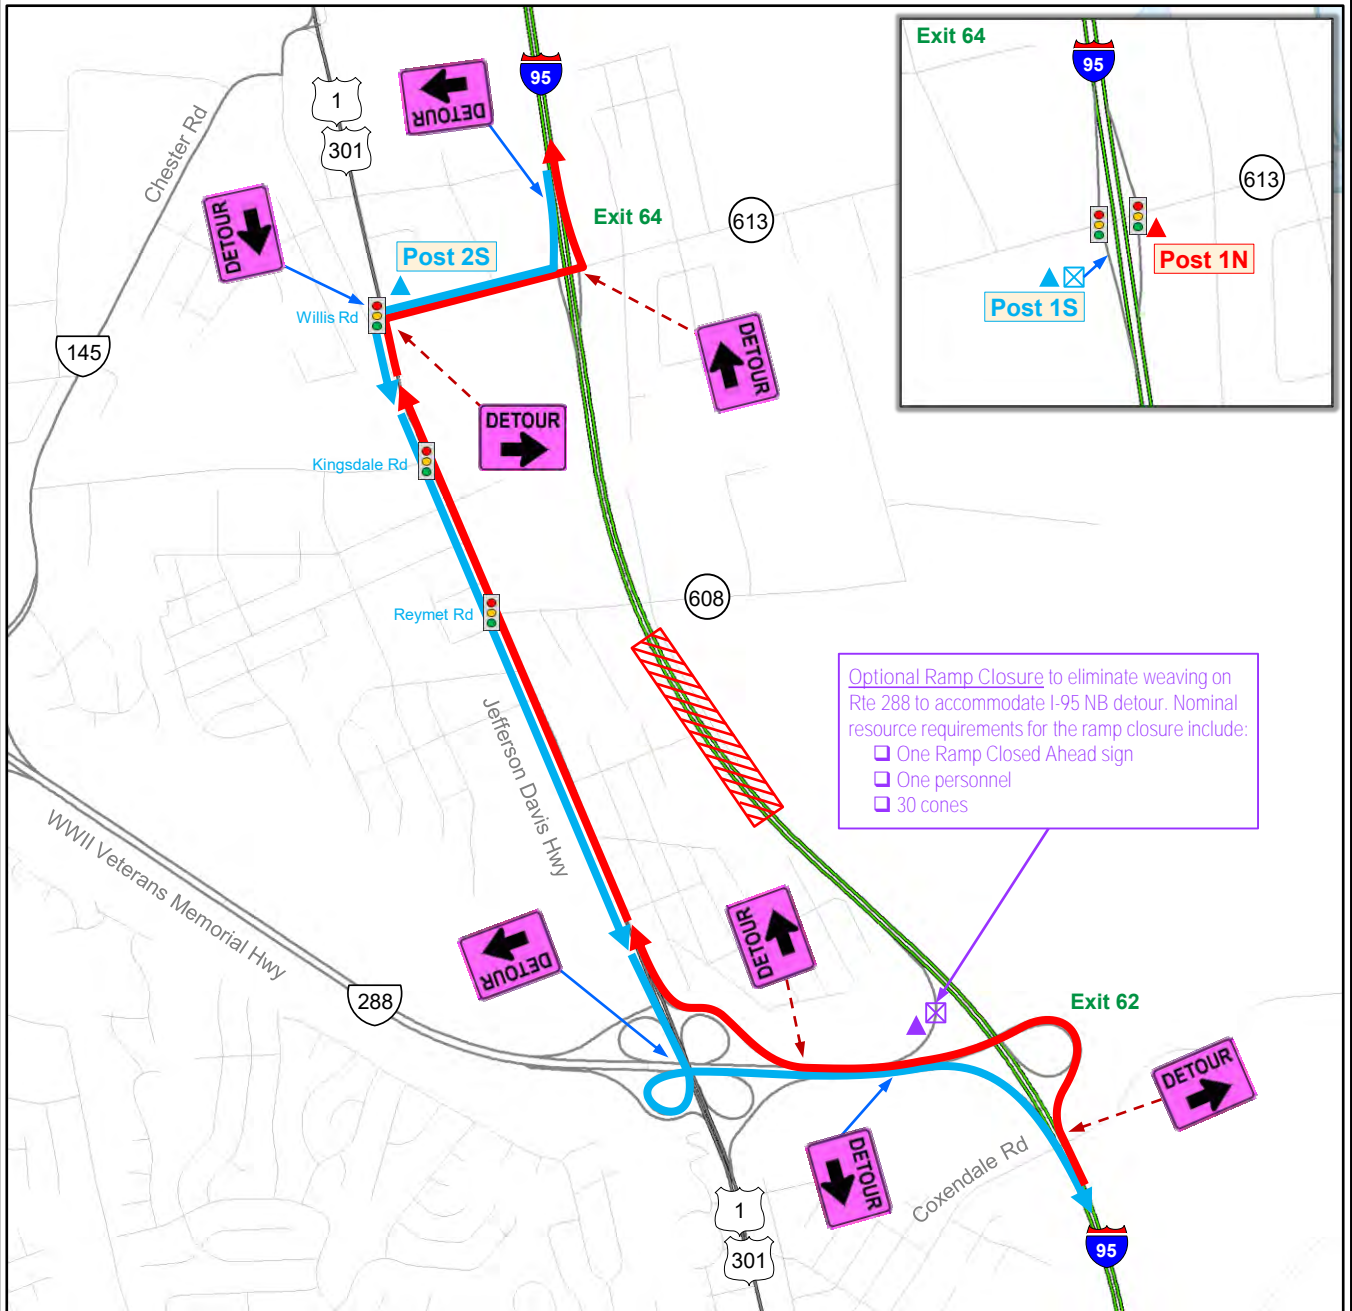 Exit 64
95
613
Post 1N
Post 1S
1
301
95
Chester Rd
DETOUR
DETOUR
Exit 64
613
Post 2S
Willis Rd
145
DETOUR
DETOUR
Kingsdale Rd
608
Reymet Rd
Optional Ramp Closure to eliminate weaving on
Rte 288 to accommodate I-95 NB detour. Nominal
resource requirements for the ramp closure include:
❑ One Ramp Closed Ahead sign
❑ One personnel
❑ 30 cones
Jefferson Davis Hwy
WWII Veterans Memorial Hwy
DETOUR
DETOUR
288
Exit 62
DETOUR
DETOUR
Coxendale Rd
1
301
95